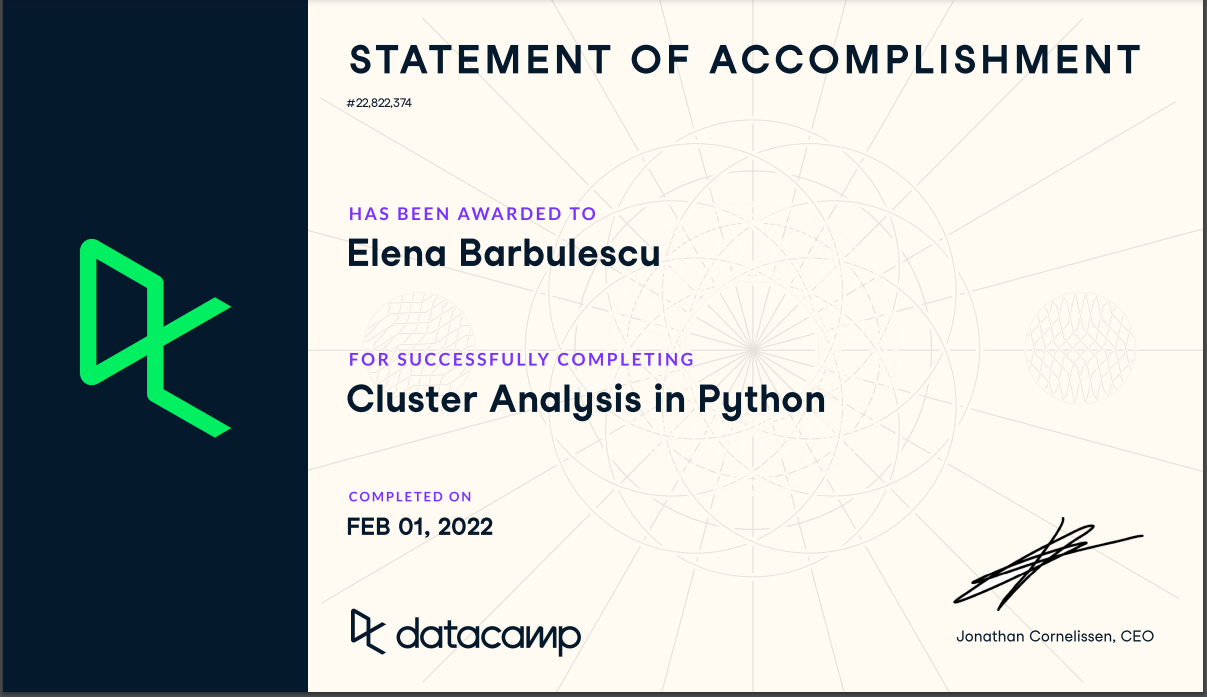 STATEMENT OF ACCOMPLISHMENT
#22,822,374
HAS BEEN AWARDED TO
Elena Barbulescu
FOR SUCCESSFULLY COMPLETING
Cluster Analysis in Python
COMPLETED ON
FEB 01, 2022
datacamp
Jonathan Cornelissen, CEO